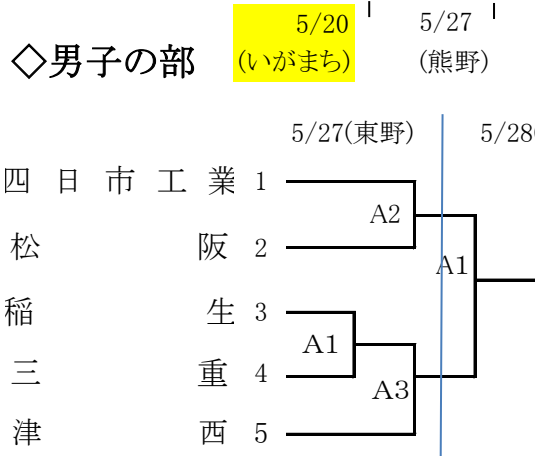 5/20 5/27
◇男子の部 (いがまち) (熊野)
5/27(東野) 5/28(
四日市工業 1
A2
松阪 2
A1
稲生 3
A1
三重 4
A3
津西 5